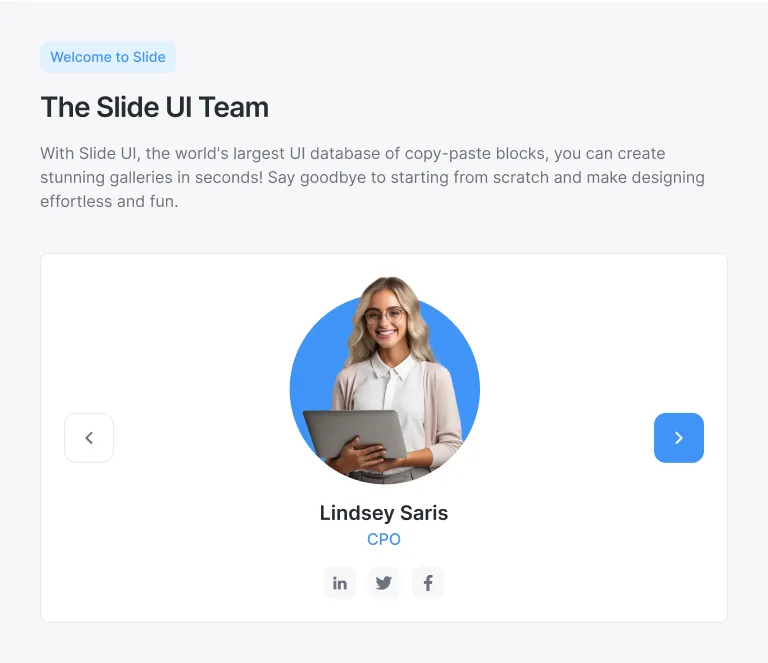 Welcome to Slide
The Slide UI Team
With Slide UI, the world's largest UI database of copy-paste blocks, you can create
stunning galleries in seconds! Say goodbye to starting from scratch and make designing
effortless and fun.
Lindsey Saris
CPO
in